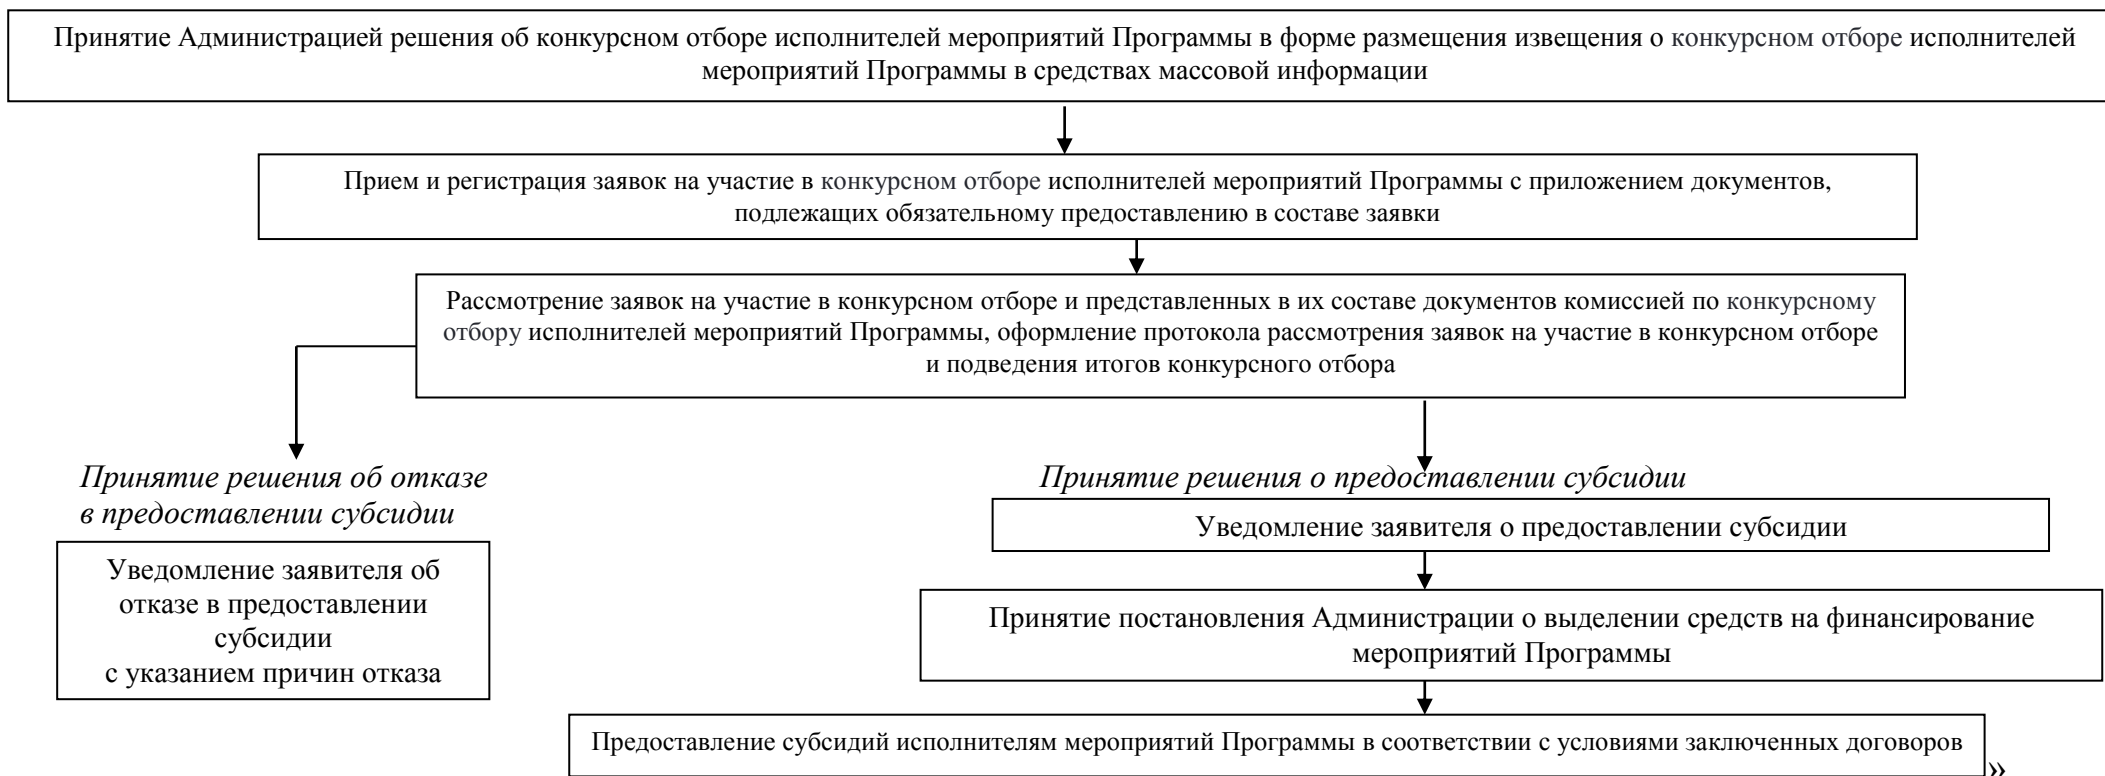 Принятие Администрацией решения об конкурсном отборе исполнителей мероприятий Программы в форме размещения извещения о конкурсном отборе исполнителей
мероприятий Программы в средствах массовой информации
Прием и регистрация заявок на участие в конкурсном отборе исполнителей мероприятий Программы с приложением документов,
подлежащих обязательному предоставлению в составе заявки
Рассмотрение заявок на участие в конкурсном отборе и представленных в их составе документов комиссией по конкурсному
отбору исполнителей мероприятий Программы, оформление протокола рассмотрения заявок на участие в конкурсном отборе
и подведения итогов конкурсного отбора
Принятие решения об отказе
в предоставлении субсидии
Уведомление заявителя об
отказе в предоставлении
субсидии
с указанием причин отказа
Принятие решения о предоставлении субсидии
Уведомление заявителя о предоставлении субсидии
Принятие постановления Администрации о выделении средств на финансирование
мероприятий Программы
Предоставление субсидий исполнителям мероприятий Программы в соответствии с условиями заключенных договоров
»